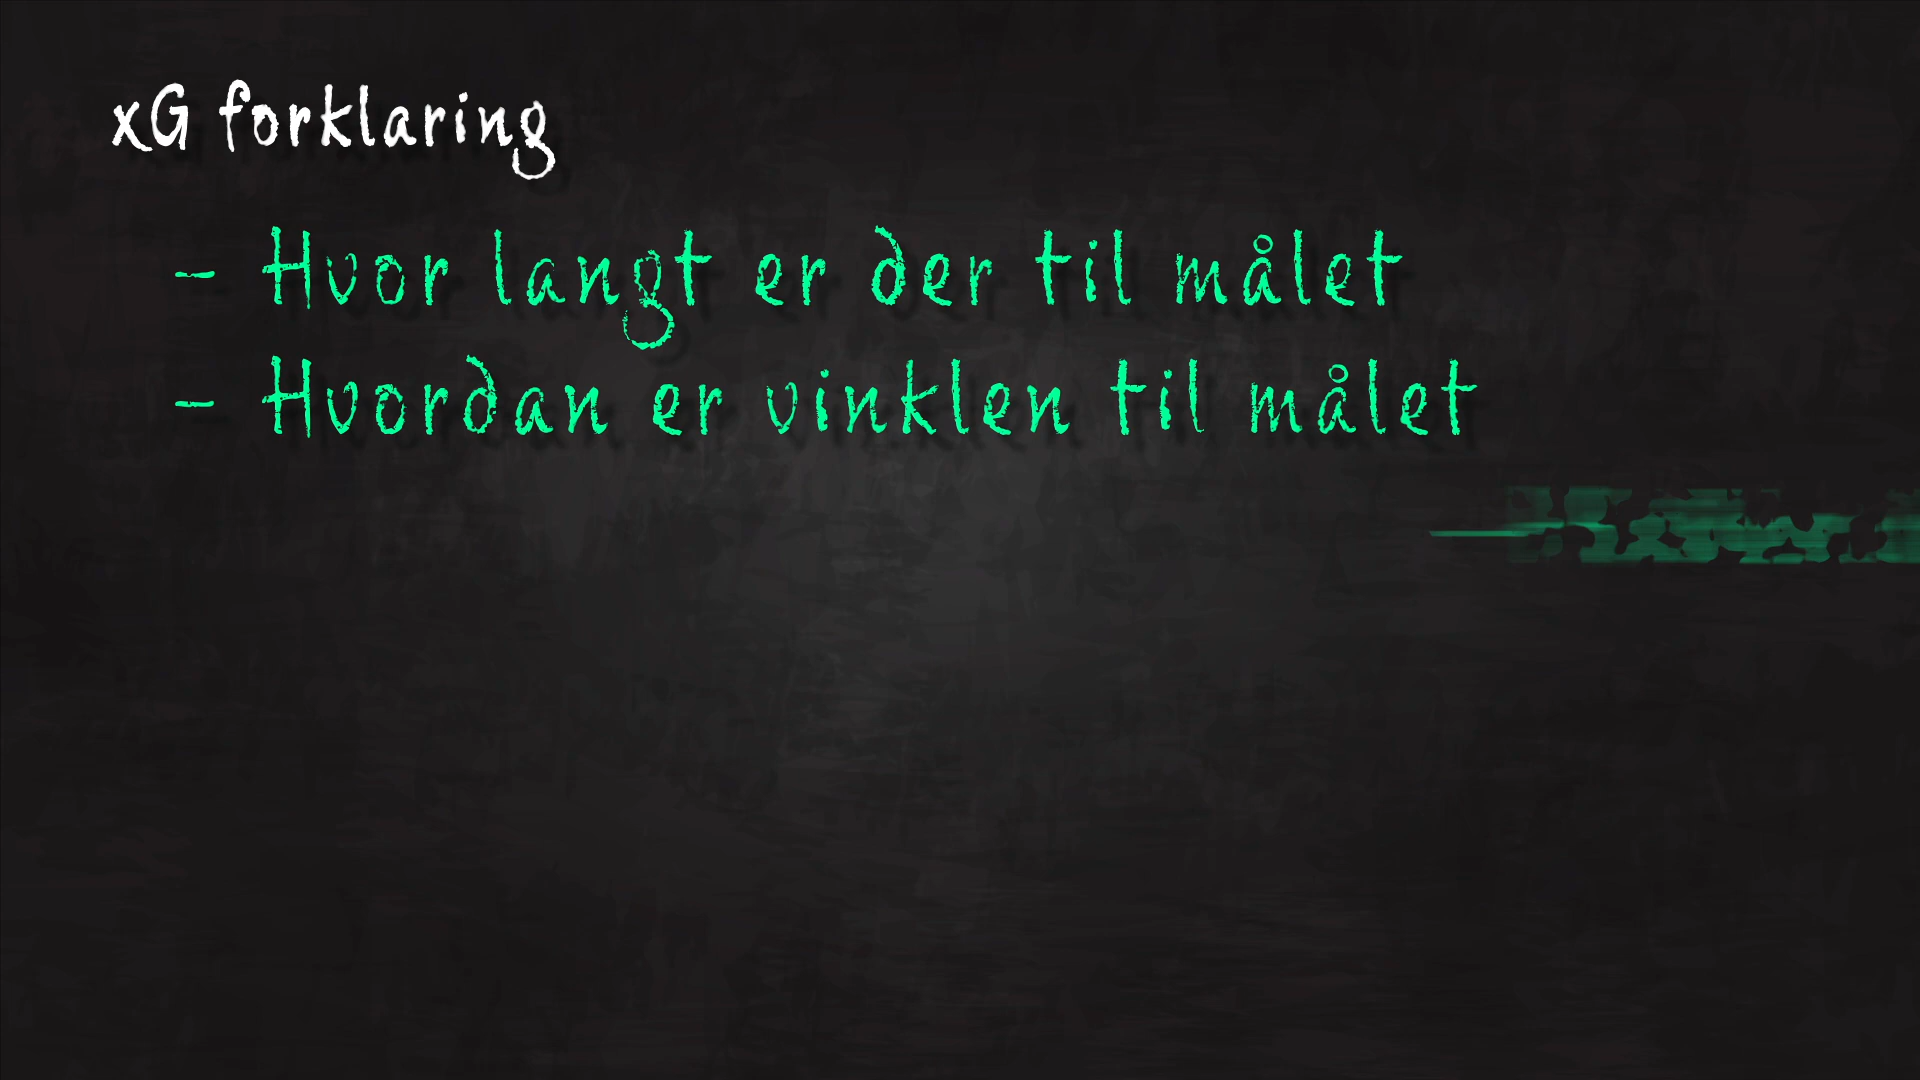 xG forklaring
- Hvor langt er der til målet
- Hvordan er vinklen til målet